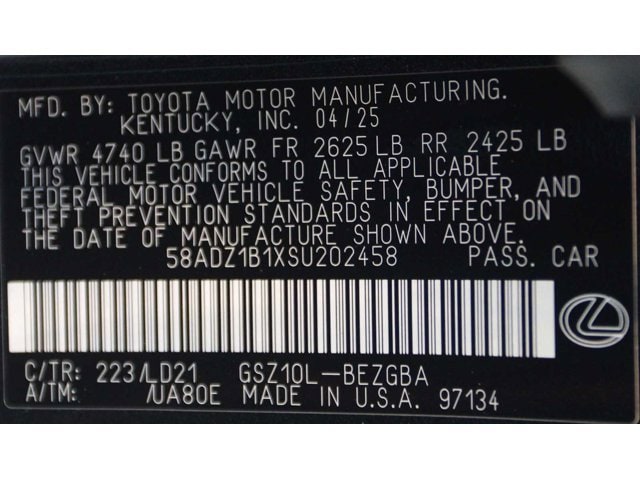 MFD. BY: TOYOTA MOTOR MANUFACTURING.
KENTUCKY, INC. 04/25
GVWR 4740 LB GAWR FR 2625 LB RR 2425 LB
THIS VEHICLE CONFORMS TO ALL APPLICABLE
FEDERAL MOTOR VEHICLE SAFETY, BUMPER, AND
THEFT PREVENTION STANDARDS IN EFFECT ON
THE DATE OF MANUFACTURE SHOWN ABOVE.
58ADZ1B1XSU202458 PASS. CAR
C/TR: 223/LD21 GSZ10L-BEZGBA
A/TM: /UA80E MADE IN U.S.A. 97134